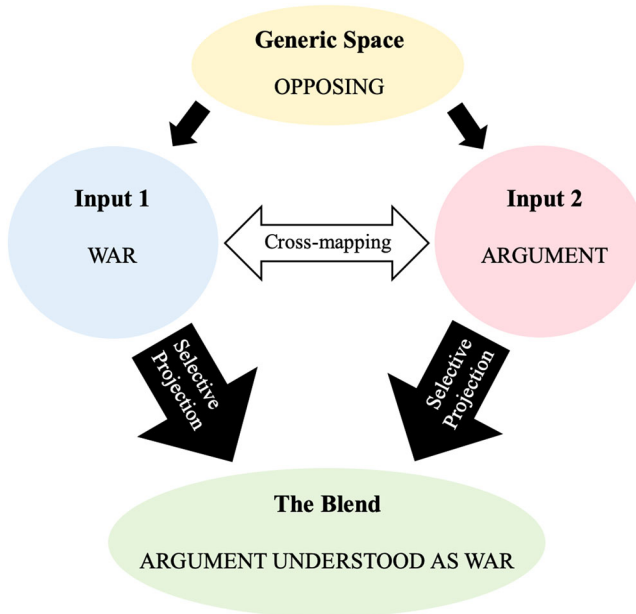 Generic Space
OPPOSING
Input 1
WAR
Cross-mapping
Input 2
ARGUMENT
Selective
Projection
Selective
Projection
The Blend
ARGUMENT UNDERSTOOD AS WAR